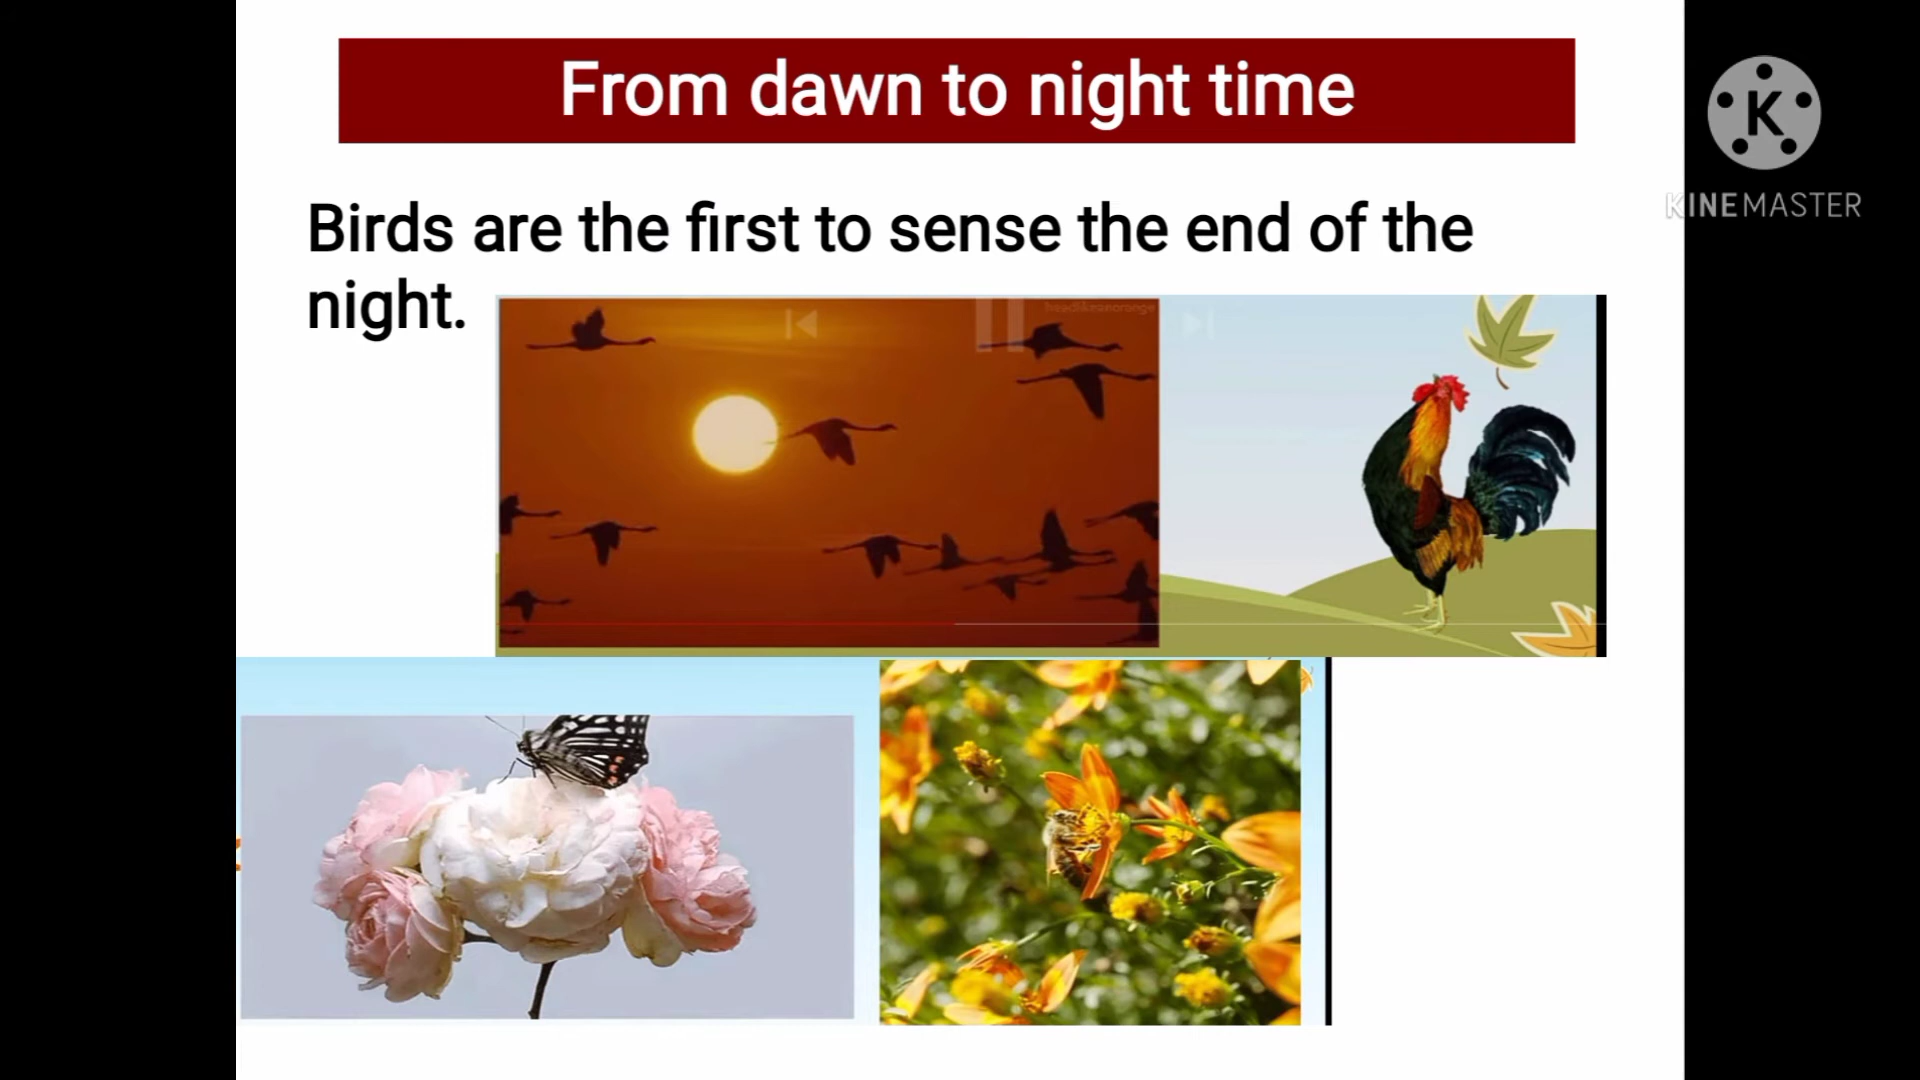 From dawn to night time
Birds are the first to sense the end of the
night.
K
KINEMASTER